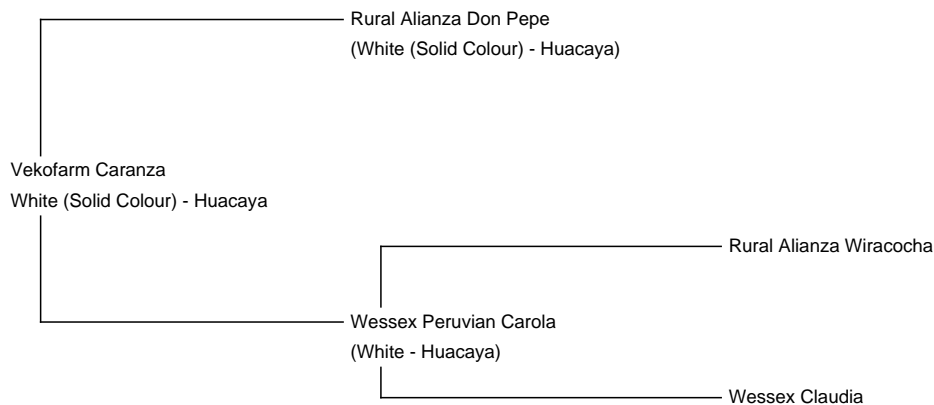 Rural Alianza Don Pepe
(White (Solid Colour) - Huacaya)
Vekofarm Caranza
White (Solid Colour) - Huacaya
Rural Alianza Wiracocha
Wessex Peruvian Carola
(White - Huacaya)
Wessex Claudia